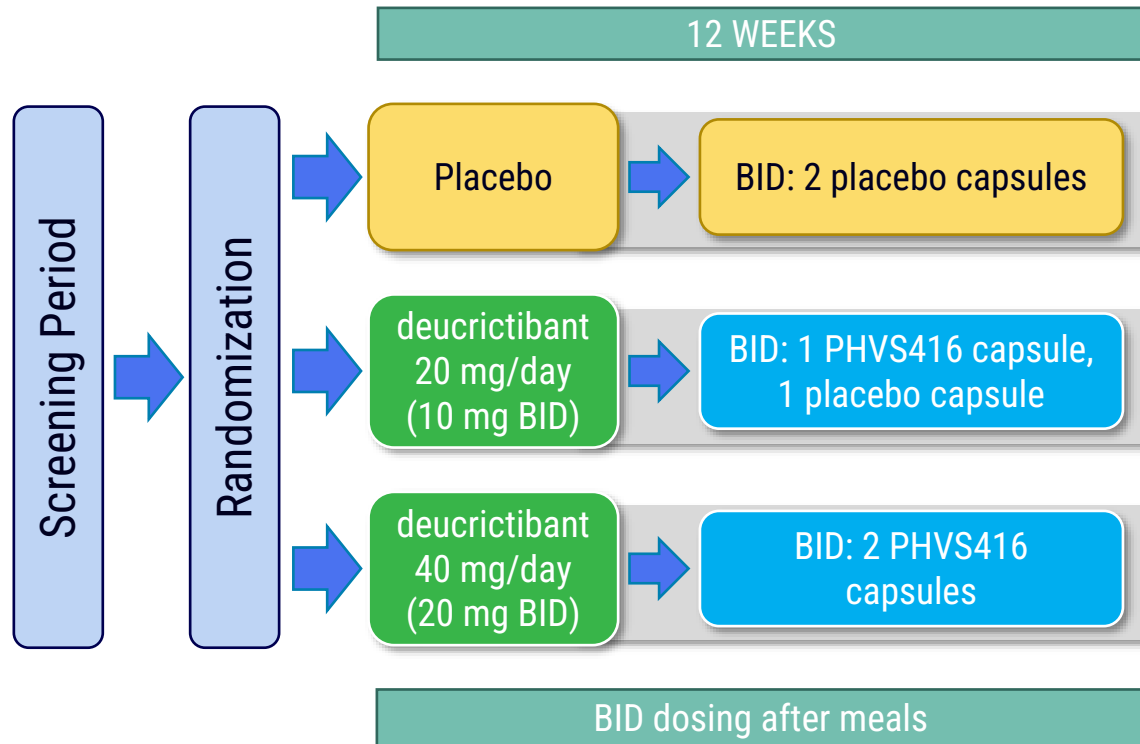 12 WEEKS
Screening Period
Randomization
Placebo
BID: 2 placebo capsules
deucrictibant
20 mg/day
(10 mg BID)
BID: 1 PHVS416 capsule,
1 placebo capsule
deucrictibant
40 mg/day
(20 mg BID)
BID: 2 PHVS416
capsules
BID dosing after meals